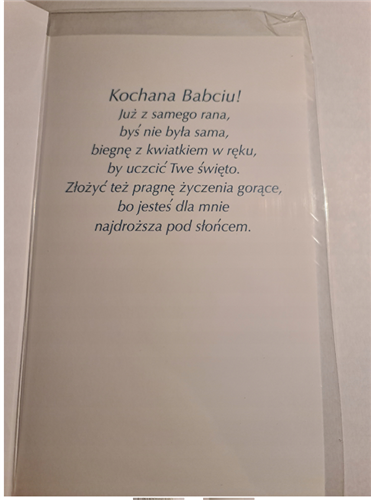 Kochana Babciu!
Już z samego rana,
byś nie była sama,
biegnę z kwiatkiem w ręku,
by uczcić Twe święto.
Złożyć też pragnę życzenia gorące,
bo jesteś dla mnie
najdroższa pod słońcem.